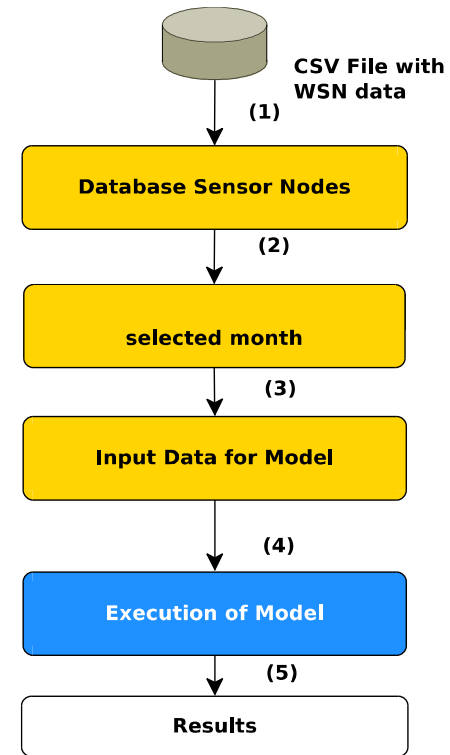 CSV File with
WSN data
(1)
Database Sensor Nodes
(2)
selected month
(3)
Input Data for Model
(4)
Execution of Model
(5)
Results